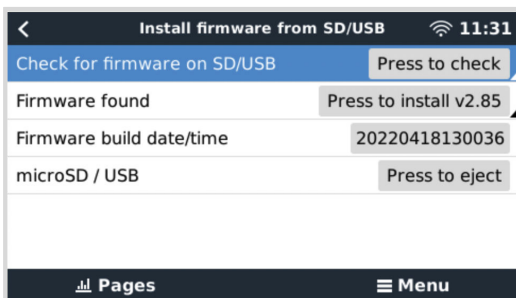 Install firmware from SD/USB 11:31
Check for firmware on SD/USB Press to check
Firmware found Press to install v2.85
Firmware build date/time 20220418130036
microSD / USB Press to eject
Pages Menu